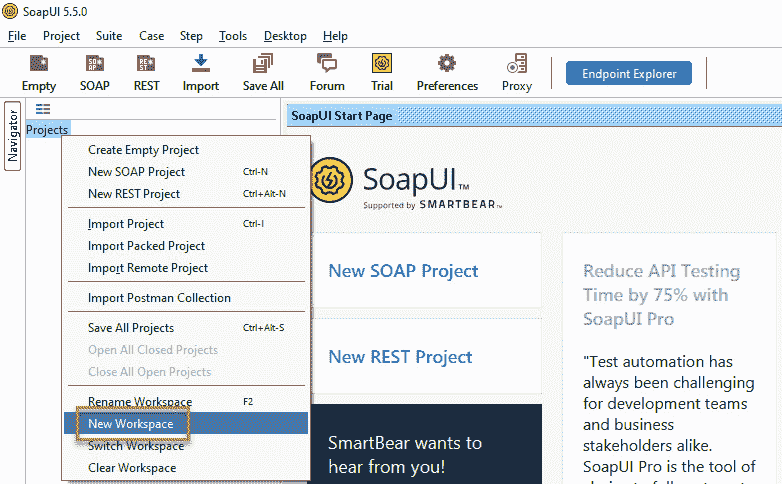 SoapUI 5.5.0
File Project Suite Case Step Tools Desktop Help
Empty SOAP REST Import Save All Forum Trial Preferences Proxy Endpoint Explorer
Navigator
Projects
SoapUI Start Page
Create Empty Project
New SOAP Project Ctrl-N
New REST Project Ctrl+Alt-N
Import Project Ctrl-I
Import Packed Project
Import Remote Project
Import Postman Collection
Save All Projects Ctrl+Alt-S
Open All Closed Projects
Close All Open Projects
Rename Workspace F2
New Workspace
Switch Workspace
Clear Workspace
SoapUI™
Supported by SMARTBEAR™
New SOAP Project
New REST Project
SmartBear wants to
hear from you!
Reduce API Testing
Time by 75% with
SoapUI Pro
"Test automation has
always been challenging
for development teams
and business
stakeholders alike.
SoapUI Pro is the tool of